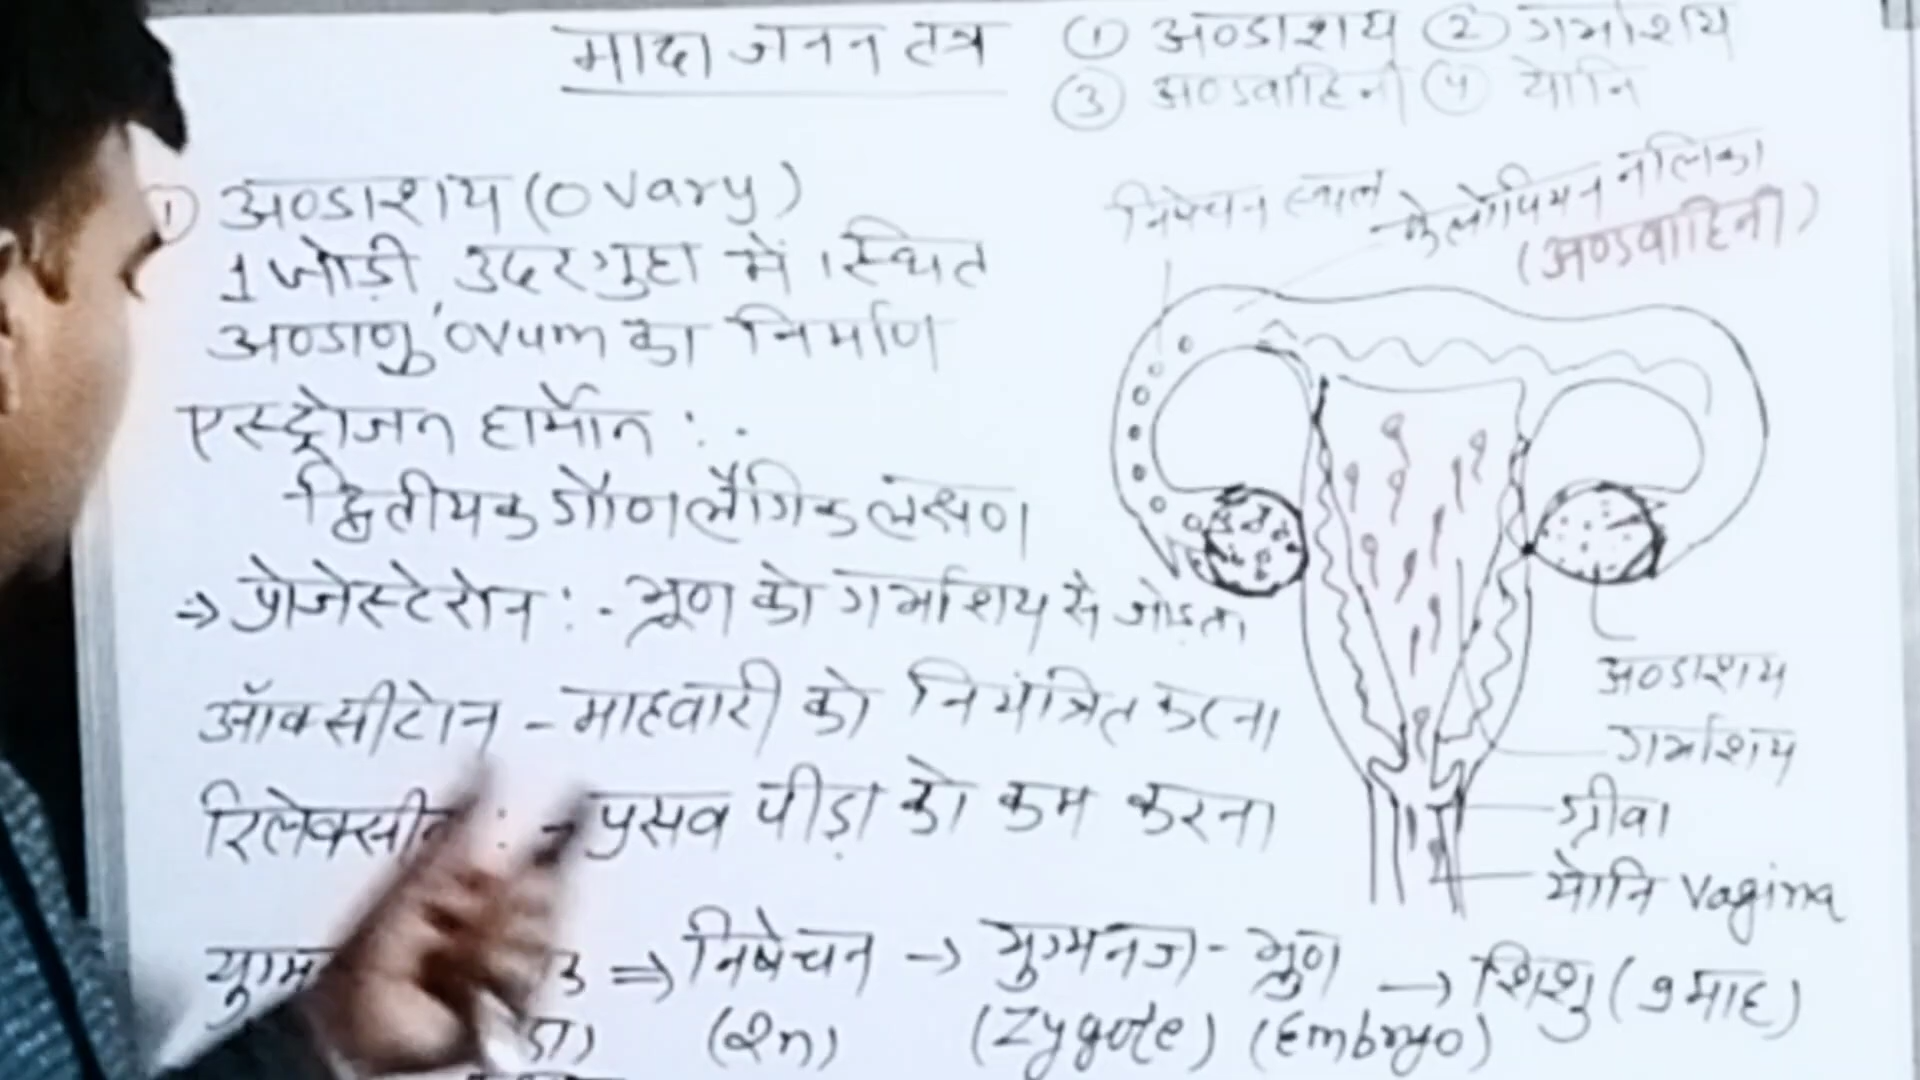 मादा जनन तंत्र
① अण्डाशय ② गर्भाशय
③ अण्डवाहिनी ④ योनि
① अण्डाशय (Ovary)
1 जोड़ी उदरगुहा में स्थित
अण्डाणु ovum का निर्माण
एस्ट्रोजन हार्मोन :-
द्वितीयक गौण लैंगिक लक्षण
⇒ प्रोजेस्टेरोन :- भ्रूण को गर्भाशय से जोड़ता
ऑक्सीटोन - माहवारी को नियंत्रित करना
रिलेक्सीन :- प्रसव पीड़ा को कम करना
⇒ निषेचन → युग्मनज - भ्रूण → शिशु (9 माह)
(2n) (Zygote) (Embryo)
निषेचन स्थल
फेलोपियन नलिका
(अण्डवाहिनी)
अण्डाशय
गर्भाशय
ग्रीवा
योनि Vagina